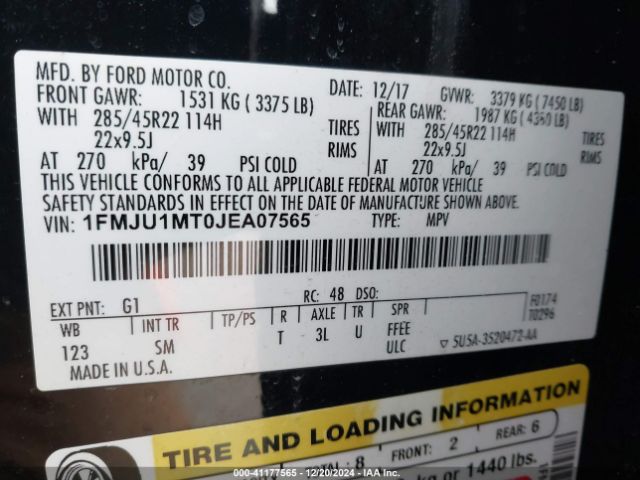 MFD. BY FORD MOTOR CO.
DATE: 12/17 GVWR: 3379 KG (7450 LB)
FRONT GAWR: 1531 KG (3375 LB)
REAR GAWR: 1987 KG (4380 LB)
WITH 285/45R22 114H TIRES
22x9.5J RIMS
AT 270 kPa/ 39 PSI COLD
WITH 285/45R22 114H TIRES
22x9.5J RIMS
AT 270 kPa/ 39 PSI COLD
THIS VEHICLE CONFORMS TO ALL APPLICABLE FEDERAL MOTOR VEHICLE
SAFETY STANDARDS IN EFFECT ON THE DATE OF MANUFACTURE SHOWN ABOVE.
VIN: 1FMJU1MT0JEA07565 TYPE: MPV
EXT PNT: G1 RC: 48 DSO:
F0174
T0296
WB INT TR TP/PS R AXLE TR SPR
123 SM T 3L U FFEE
ULC
5U5A-3520472-AA
MADE IN U.S.A.
TIRE AND LOADING INFORMATION
TOTAL: 8 FRONT: 2 REAR: 6
kg or 1440 lbs.
000-41177565 - 12/20/2024 - IAA Inc.